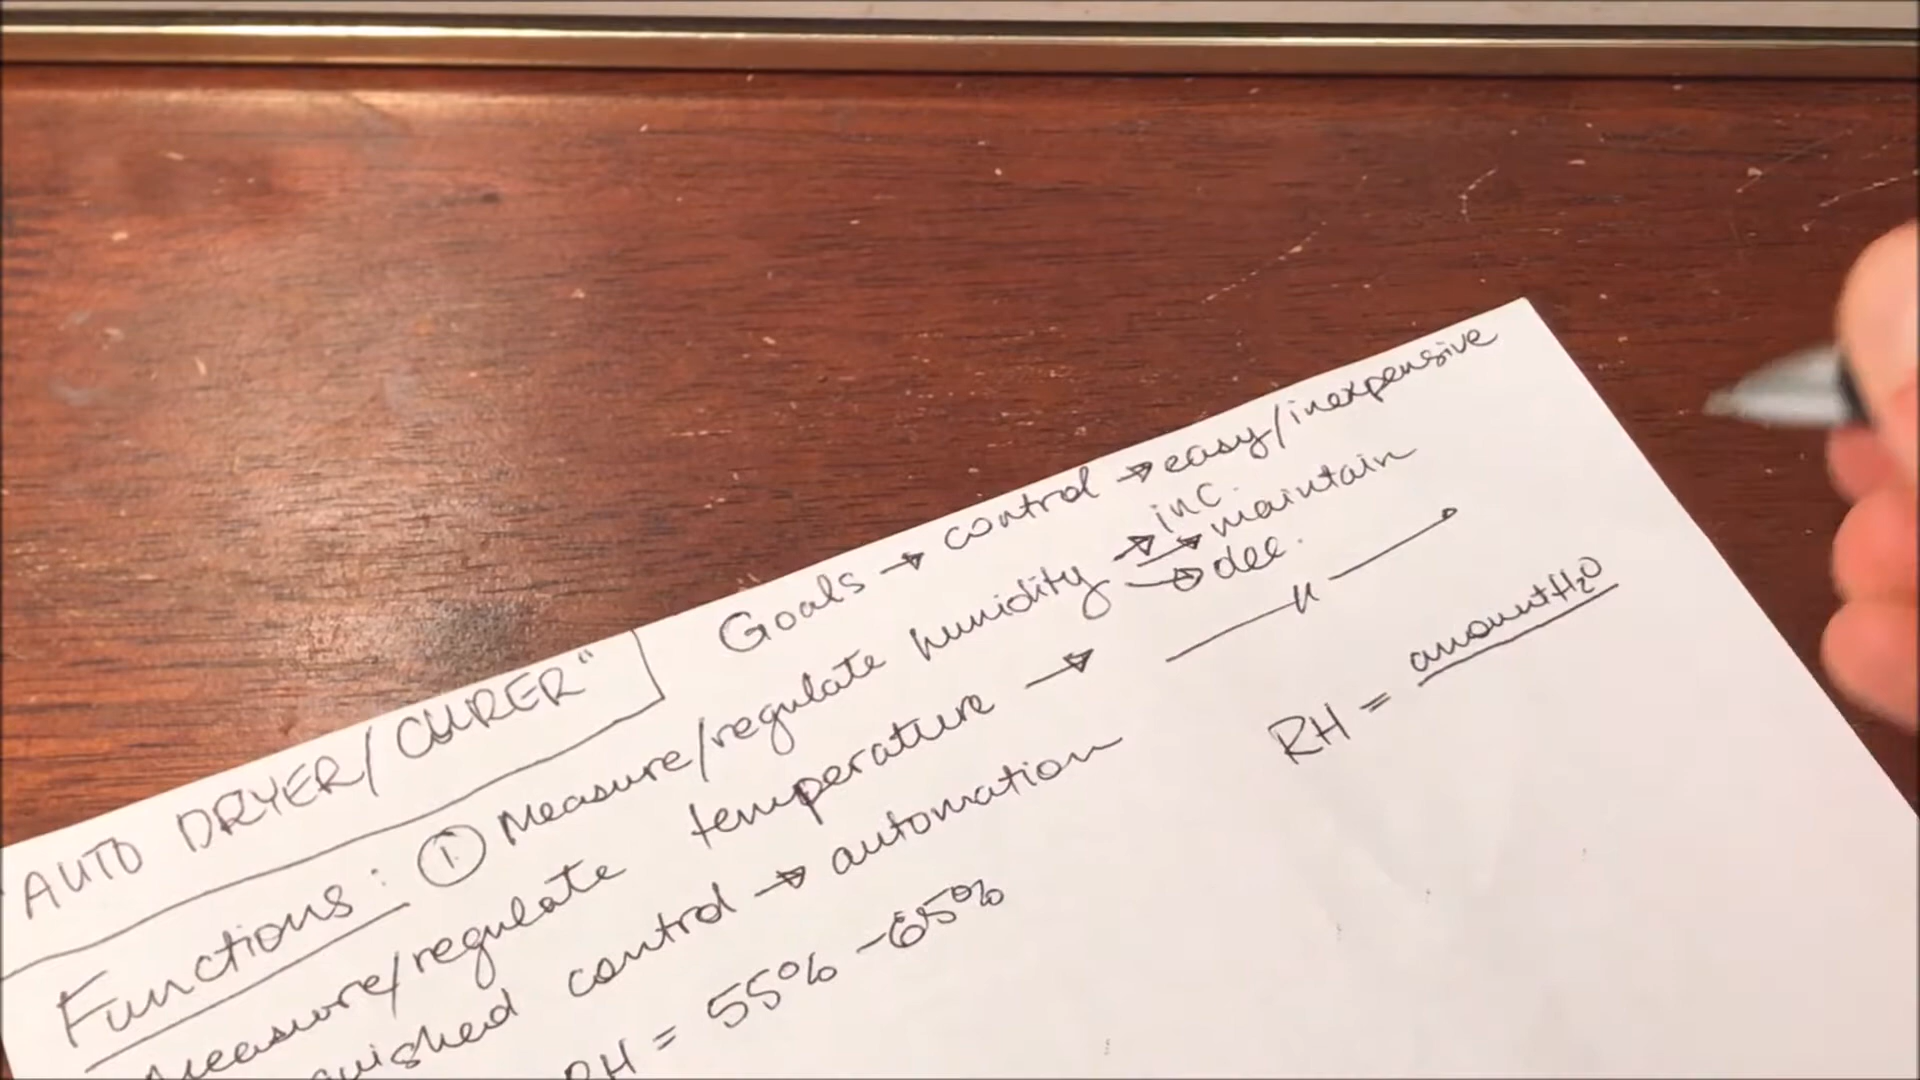 "AUTO DRYER/CURER" Goals → control → easy/inexpensive
Functions: ① Measure/regulate humidity → inc.
→ maintain
→ dec.
Measure/regulate temperature → — " —
control → automation
RH = 55% - 65%
RH = amount H₂O